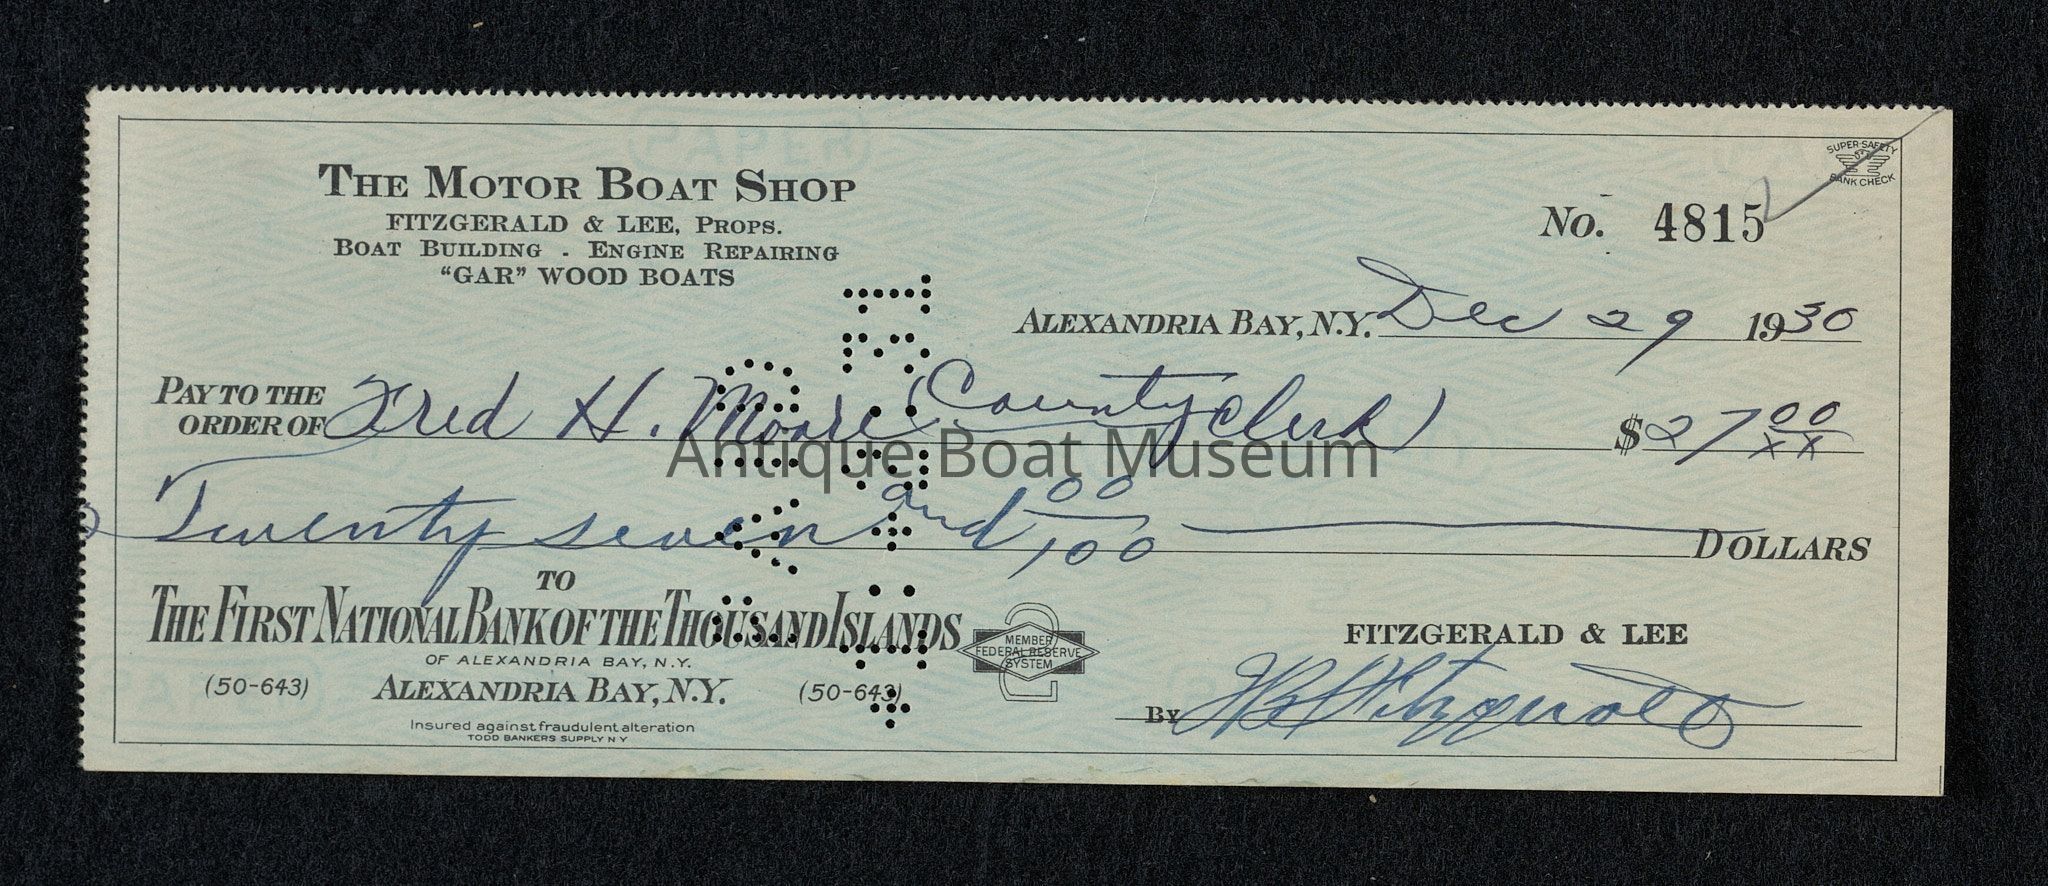 THE MOTOR BOAT SHOP
FITZGERALD & LEE, PROPS.
BOAT BUILDING . ENGINE REPAIRING
"GAR" WOOD BOATS
SUPER-SAFETY
BANK CHECK
No. 4815
ALEXANDRIA BAY, N.Y. Dec 29 1930
PAY TO THE
ORDER OF Fred H. Moore (County Clerk) $27 00/xx
Antique Boat Museum
Twenty seven and 00/100 DOLLARS
TO
THE FIRST NATIONAL BANK OF THE THOUSAND ISLANDS
OF ALEXANDRIA BAY, N.Y.
(50-643) ALEXANDRIA BAY, N.Y. (50-643)
Insured against fraudulent alteration
TODD BANKERS SUPPLY N Y
2
MEMBER
FEDERAL RESERVE
SYSTEM
FITZGERALD & LEE
BY Fitzgerald